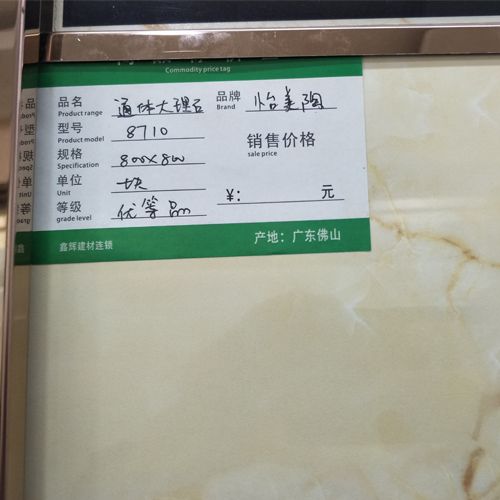 Commodity price tag
品名 通体大理石 品牌 怡美陶
Product range Brand
型号 8710
Product model
规格 800x800
Specification
销售价格
sale price
单位 一块
Unit
¥: 元
等级 优等品
grade level
鑫辉建材连锁 产地：广东佛山